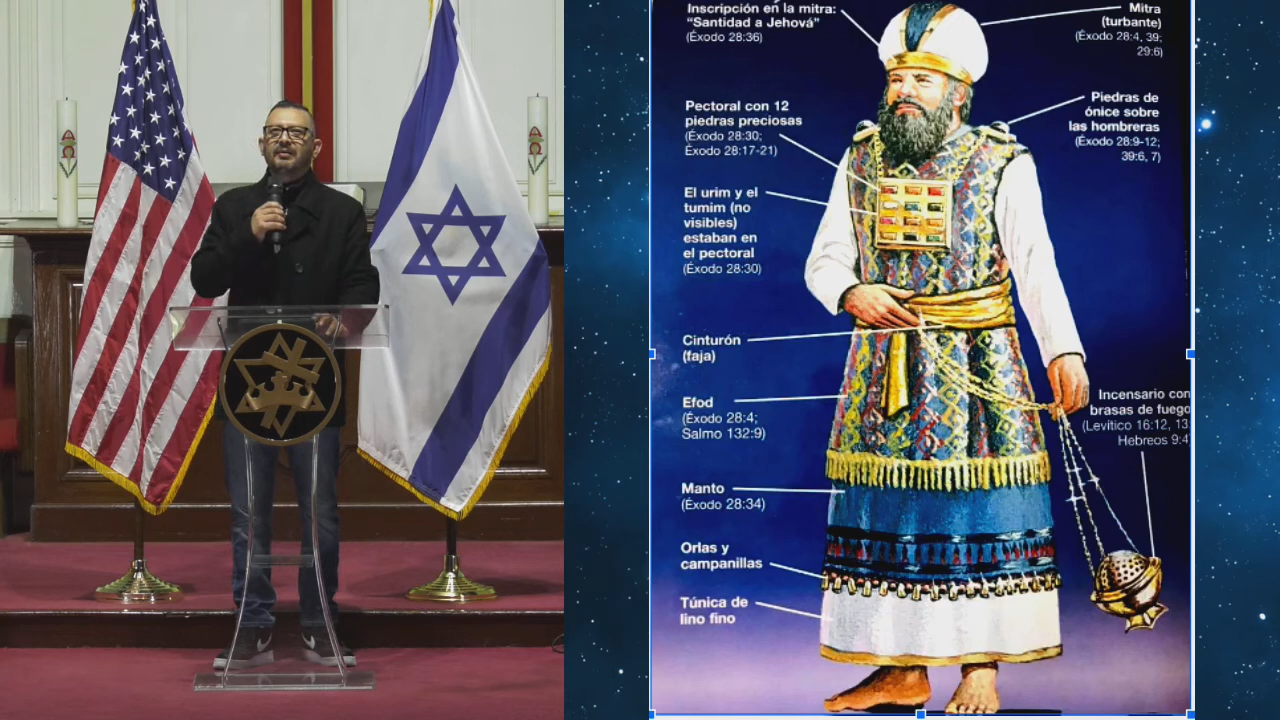 Inscripción en la mitra:
“Santidad a Jehová”
(Éxodo 28:36)
Mitra
(turbante)
(Éxodo 28:4, 39;
29:6)
Pectoral con 12
piedras preciosas
(Éxodo 28:30;
Éxodo 28:17-21)
Piedras de
ónice sobre
las hombreras
(Éxodo 28:9-12;
39:6, 7)
El urim y el
tumim (no
visibles)
estaban en
el pectoral
(Éxodo 28:30)
Cinturón
(faja)
Efod
(Éxodo 28:4;
Salmo 132:9)
Incensario con
brasas de fuego
(Levítico 16:12, 13
Hebreos 9:4
Manto
(Éxodo 28:34)
Orlas y
campanillas
Túnica de
lino fino